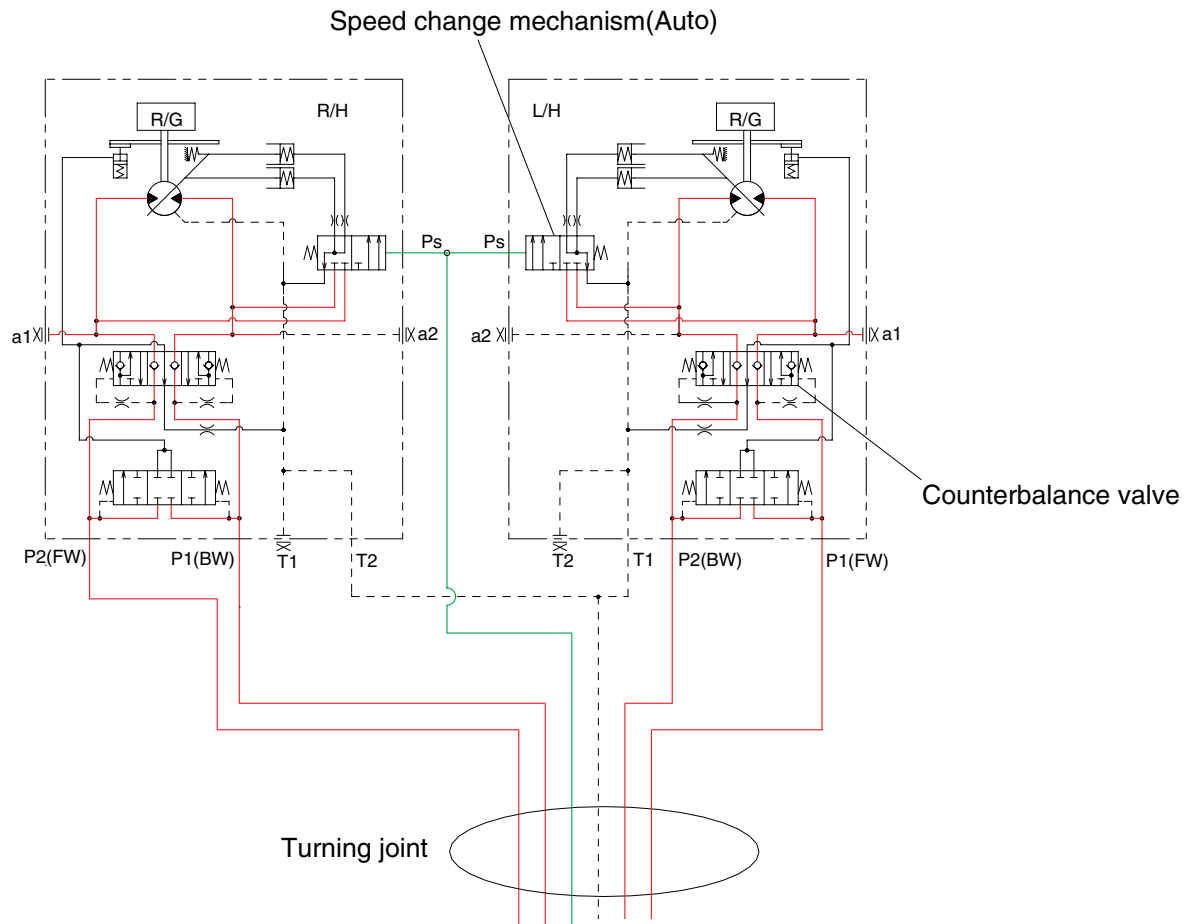 Speed change mechanism(Auto)
R/H
L/H
R/G
R/G
Ps
Ps
a1
a2
a2
a1
Counterbalance valve
P2(FW)
P1(BW)
T1
T2
T2
T1
P2(BW)
P1(FW)
Turning joint